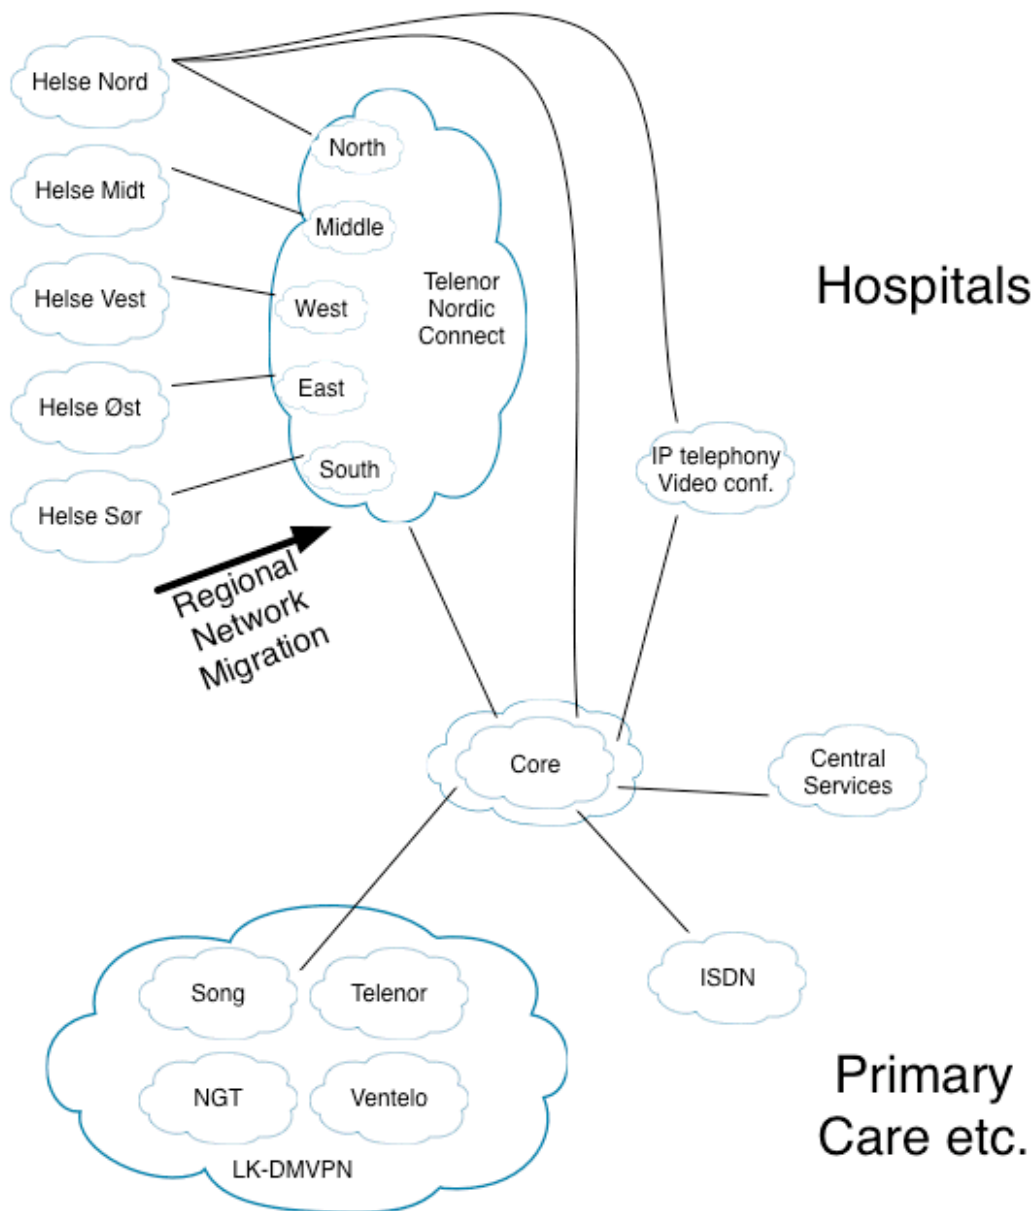 Helse Nord
North
Helse Midt
Middle
Helse Vest
West
Telenor
Nordic
Connect
Hospitals
Helse Øst
East
Helse Sør
South
IP telephony
Video conf.
Regional
Network
Migration
Core
Central
Services
Song
Telenor
ISDN
NGT
Ventelo
LK-DMVPN
Primary
Care etc.